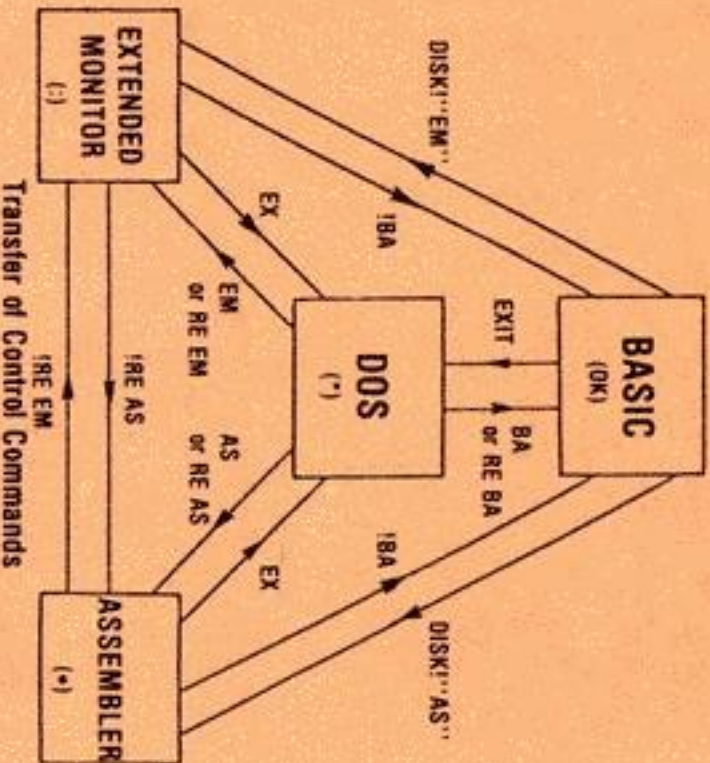 BASIC
(OK)
EXIT
BA
or RE BA
DISK!"EM"
DISK!"AS"
!BA
!BA
DOS
(*)
EX
EM
or RE EM
AS
or RE AS
EX
EXTENDED
MONITOR
(:)
!RE AS
!RE EM
ASSEMBLER
(•)
Transfer of Control Commands